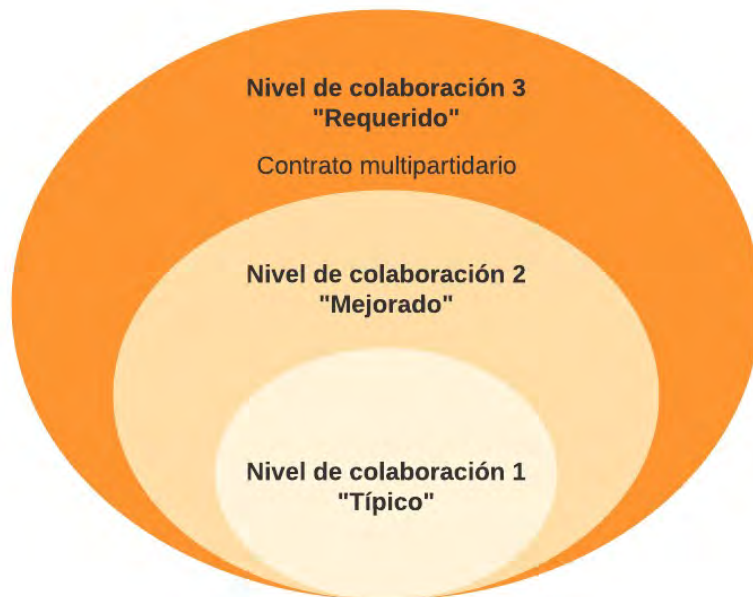 Nivel de colaboración 3
"Requerido"
Contrato multipartidario
Nivel de colaboración 2
"Mejorado"
Nivel de colaboración 1
"Típico"